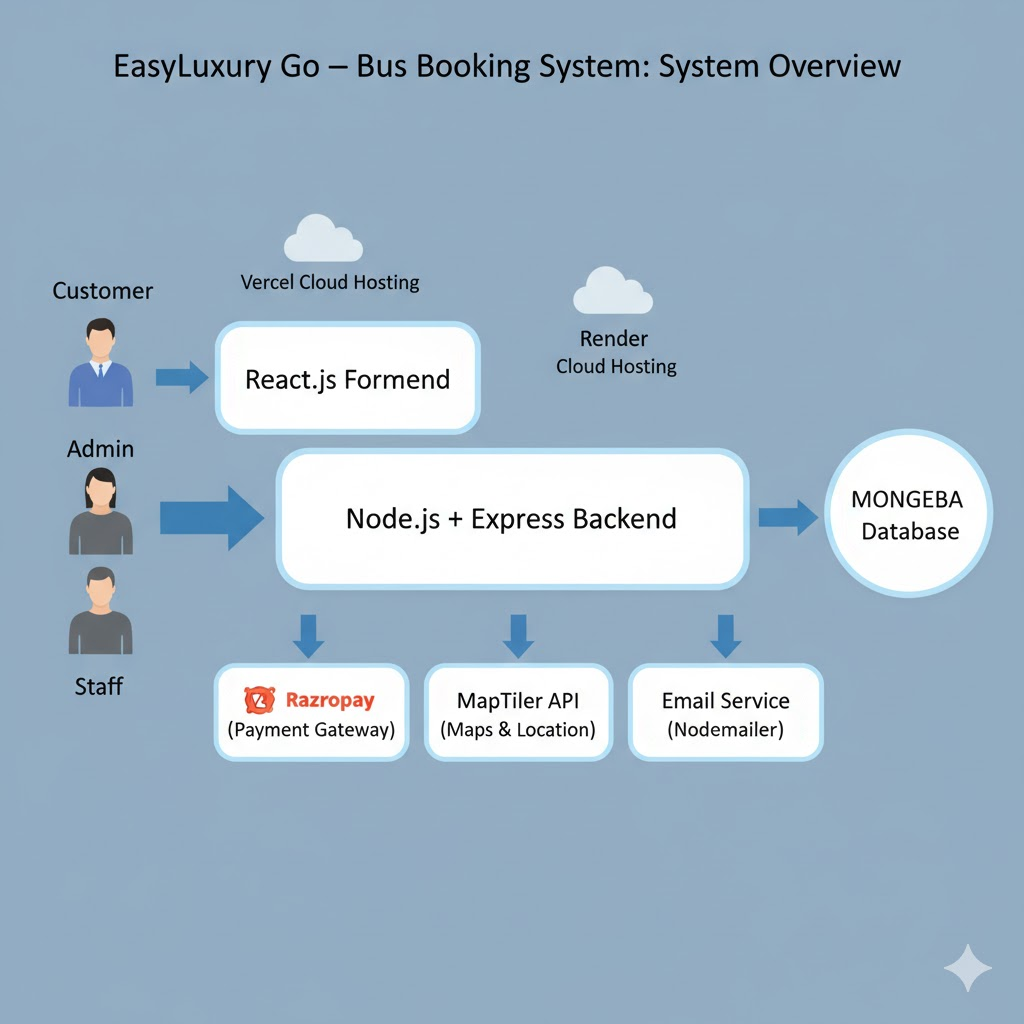 EasyLuxury Go – Bus Booking System: System Overview
Vercel Cloud Hosting
Render
Cloud Hosting
Customer
React.js Formend
Admin
Node.js + Express Backend
MONGEBA
Database
Staff
Razropay
(Payment Gateway)
MapTiler API
(Maps & Location)
Email Service
(Nodemailer)